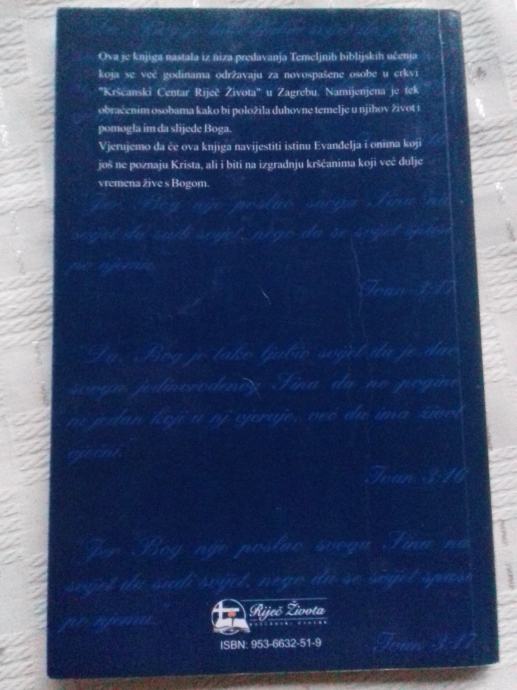 Ova je knjiga nastala iz niza predavanja Temeljnih biblijskih učenja
koja se već godinama održavaju za novospašene osobe u crkvi
"Kršćanski Centar Riječ Života" u Zagrebu. Namijenjena je tek
obraćenim osobama kako bi položila duhovne temelje u njihov život i
pomogla im da slijede Boga.
Vjerujemo da će ova knjiga navijestiti istinu Evanđelja i onima koji
još ne poznaju Krista, ali i biti na izgradnju kršćanima koji već dulje
vremena žive s Bogom.
Jer Bog nije poslao svoga Sina na
svijet da sudi svijet, nego da se svijet spasi
po njemu.
Ivan 3:17
Da, Bog je tako ljubio svijet da je dao
svoga jedinorođenog Sina da ne pogine
ni jedan koji u nj vjeruje, već da ima život
vječni.
Ivan 3:16
Jer Bog nije poslao svoga Sina na
svijet da sudi svijet, nego da se svijet spasi
po njemu."
Ivan 3:17
Riječ Života
KRŠĆANSKI CENTAR
ISBN: 953-6632-51-9